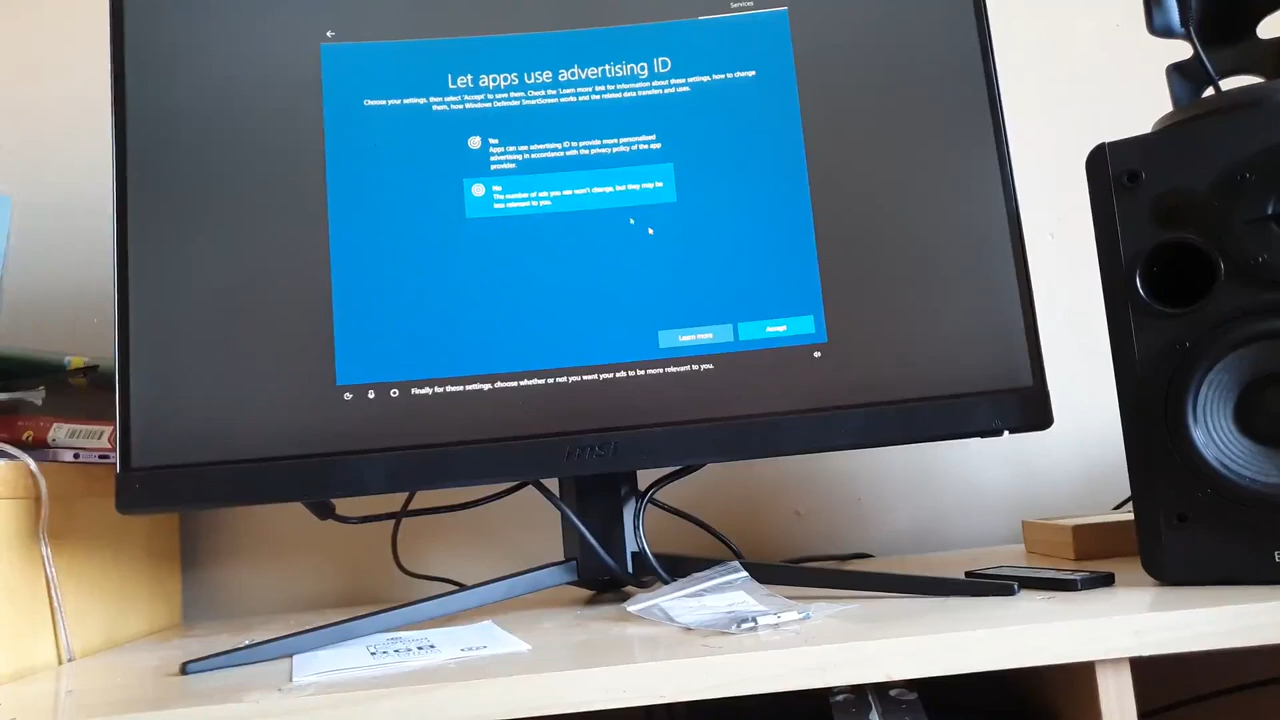 Services
Let apps use advertising ID
Choose your settings, then select 'Accept' to save them. Check the 'Learn more' link for information about these settings, how to change
them, how Windows Defender SmartScreen works and the related data transfers and uses.
Yes
Apps can use advertising ID to provide more personalised
advertising in accordance with the privacy policy of the app
provider.
No
The number of ads you see won't change, but they may be
less relevant to you.
Learn more
Accept
Finally for these settings, choose whether or not you want your ads to be more relevant to you.
msi
RGB